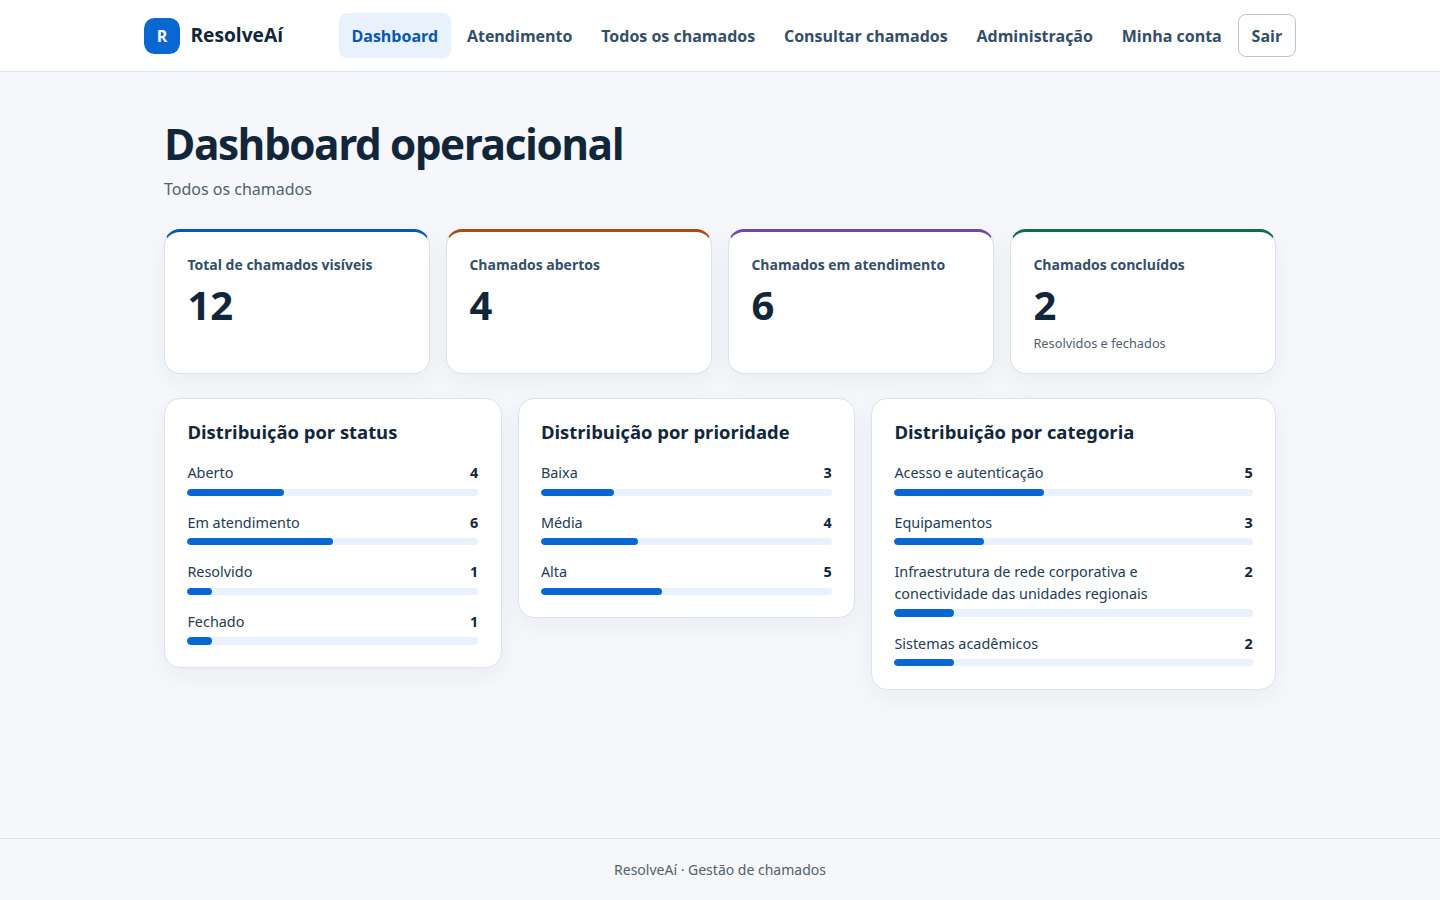 R ResolveAí Dashboard Atendimento Todos os chamados Consultar chamados Administração Minha conta Sair
Dashboard operacional
Todos os chamados
Total de chamados visíveis
12
Chamados abertos
4
Chamados em atendimento
6
Chamados concluídos
2
Resolvidos e fechados
Distribuição por status
Aberto 4
Em atendimento 6
Resolvido 1
Fechado 1
Distribuição por prioridade
Baixa 3
Média 4
Alta 5
Distribuição por categoria
Acesso e autenticação 5
Equipamentos 3
Infraestrutura de rede corporativa e 2
conectividade das unidades regionais
Sistemas acadêmicos 2
ResolveAí · Gestão de chamados